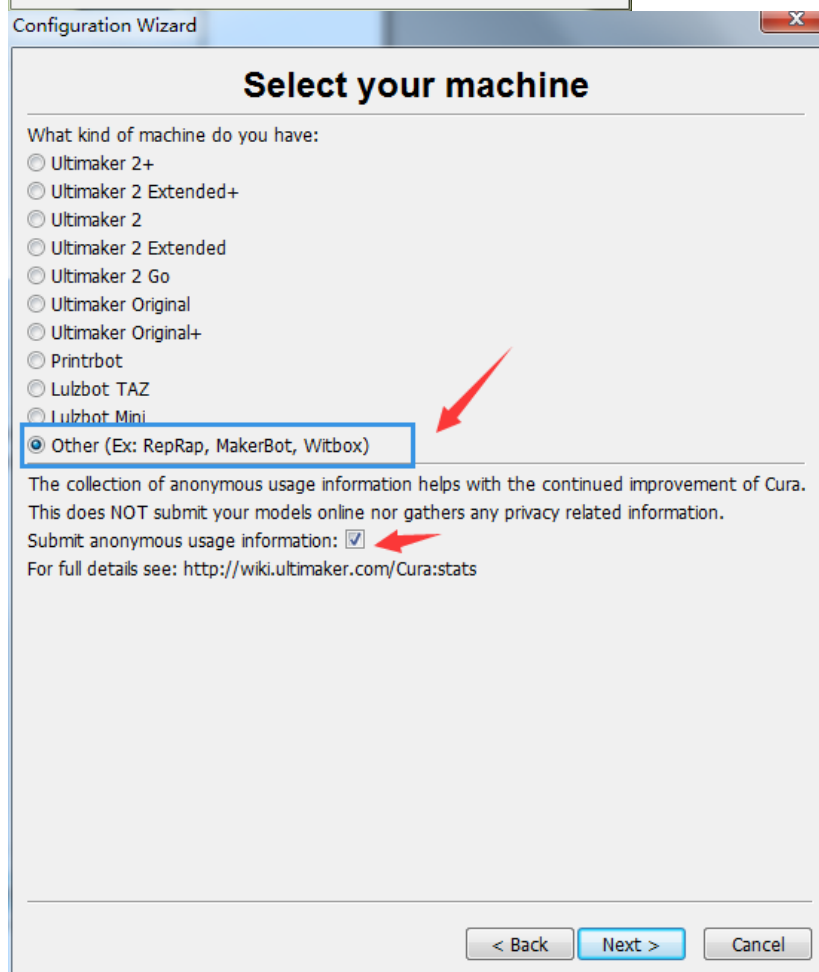 Configuration Wizard
X
Select your machine
What kind of machine do you have:
Ultimaker 2+
Ultimaker 2 Extended+
Ultimaker 2
Ultimaker 2 Extended
Ultimaker 2 Go
Ultimaker Original
Ultimaker Original+
Printrbot
Lulzbot TAZ
Lulzbot Mini
Other (Ex: RepRap, MakerBot, Witbox)
The collection of anonymous usage information helps with the continued improvement of Cura.
This does NOT submit your models online nor gathers any privacy related information.
Submit anonymous usage information:
For full details see: http://wiki.ultimaker.com/Cura:stats
< Back Next > Cancel